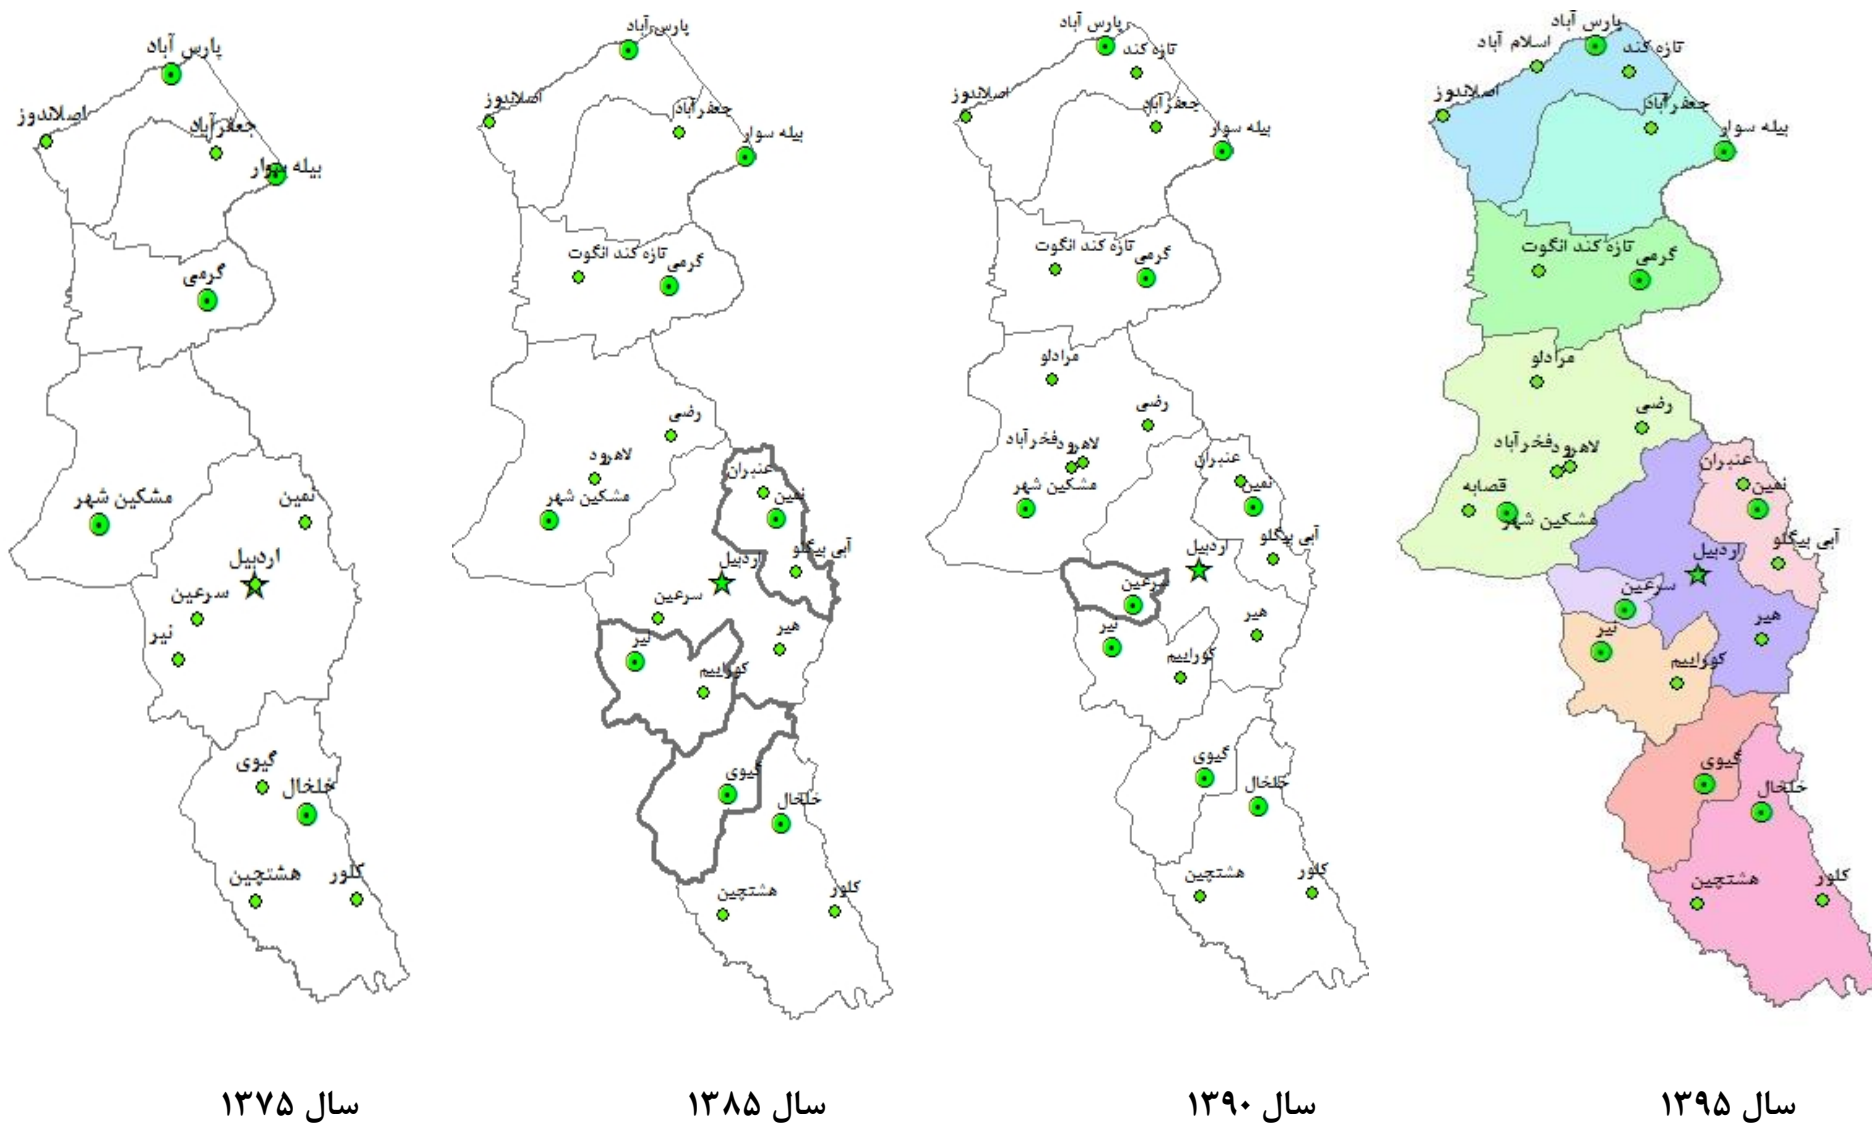 پارس آباد
اصلاندوز
جعفرآباد
بیله سوار
گرمی
مشکین شهر
نمین
اردبیل
سرعین
نیر
گیوی
خلخال
هشتچین
کلور
سال ۱۳۷۵
پارس آباد
اصلاندوز
جعفرآباد
بیله سوار
تازه کند انگوت
گرمی
رضی
لاهرود
مشکین شهر
عنبران
نمین
آبی بیگلو
اردبیل
سرعین
نیر
هیر
کوراییم
گیوی
خلخال
هشتچین
کلور
سال ۱۳۸۵
پارس آباد
تازه کند
اصلاندوز
جعفرآباد
بیله سوار
تازه کند انگوت
گرمی
مرادلو
رضی
لاهرود
فخرآباد
مشکین شهر
عنبران
نمین
آبی بیگلو
اردبیل
سرعین
نیر
هیر
کوراییم
گیوی
خلخال
هشتچین
کلور
سال ۱۳۹۰
پارس آباد
اسلام آباد
تازه کند
اصلاندوز
جعفرآباد
بیله سوار
تازه کند انگوت
گرمی
مرادلو
رضی
لاهرود
فخرآباد
قصابه
مشکین شهر
عنبران
نمین
آبی بیگلو
اردبیل
سرعین
نیر
هیر
کوراییم
گیوی
خلخال
هشتچین
کلور
سال ۱۳۹۵